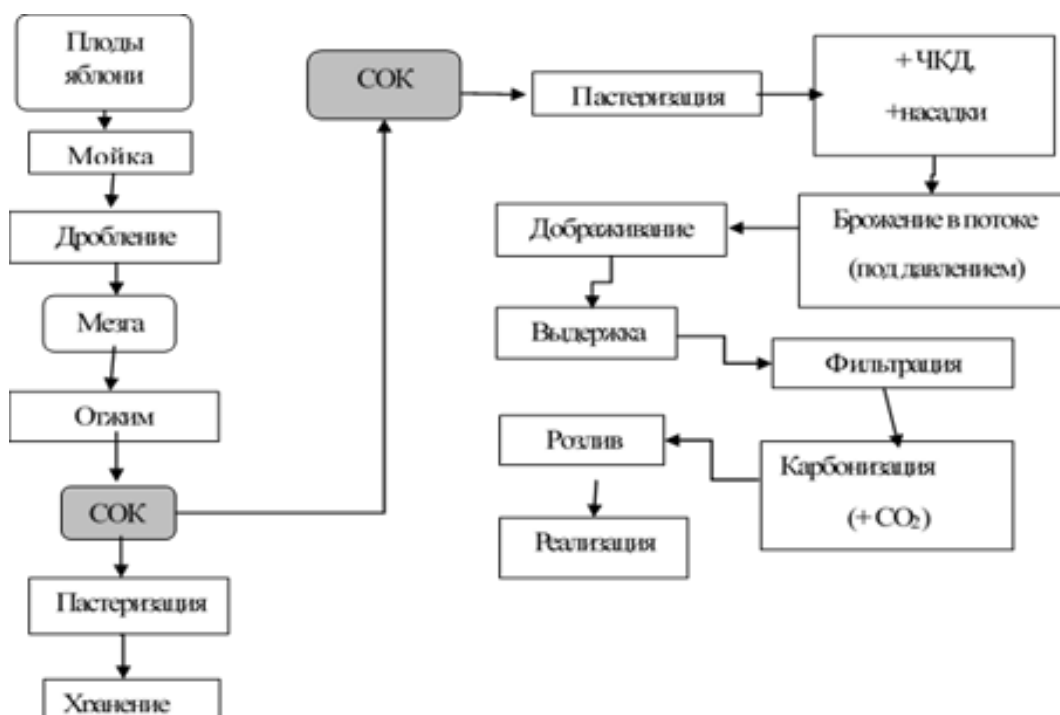 Плоды
яблони
Мойка
Дробление
Мезга
Отжим
СОК
Пастеризация
Хранение
СОК
Пастеризация
+ ЧКД,
+насадки
Брожение в потоке
(под давлением)
Дображивание
Выдержка
Фильтрация
Карбонизация
(+ CO₂)
Розлив
Реализация